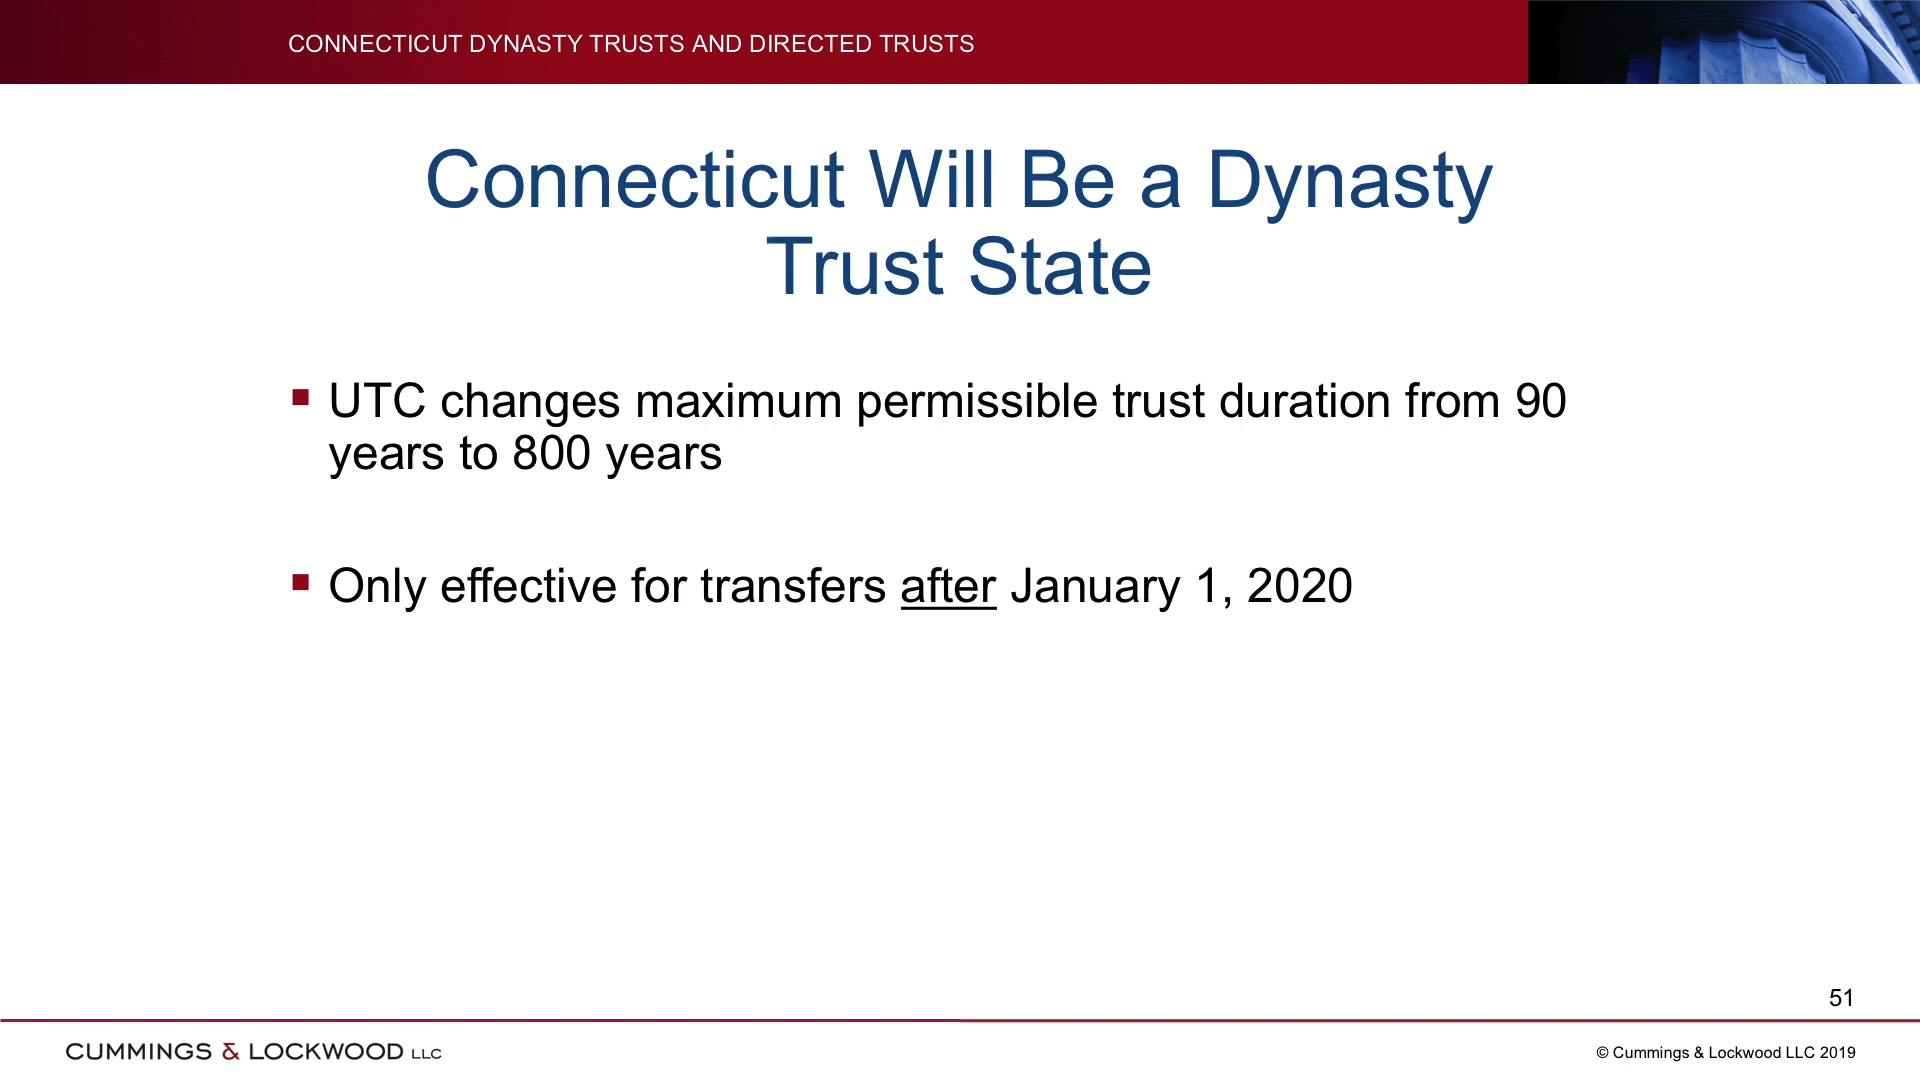 CONNECTICUT DYNASTY TRUSTS AND DIRECTED TRUSTS
Connecticut Will Be a Dynasty
Trust State
▪ UTC changes maximum permissible trust duration from 90
years to 800 years
▪ Only effective for transfers after January 1, 2020
51
CUMMINGS & LOCKWOOD LLC
© Cummings & Lockwood LLC 2019